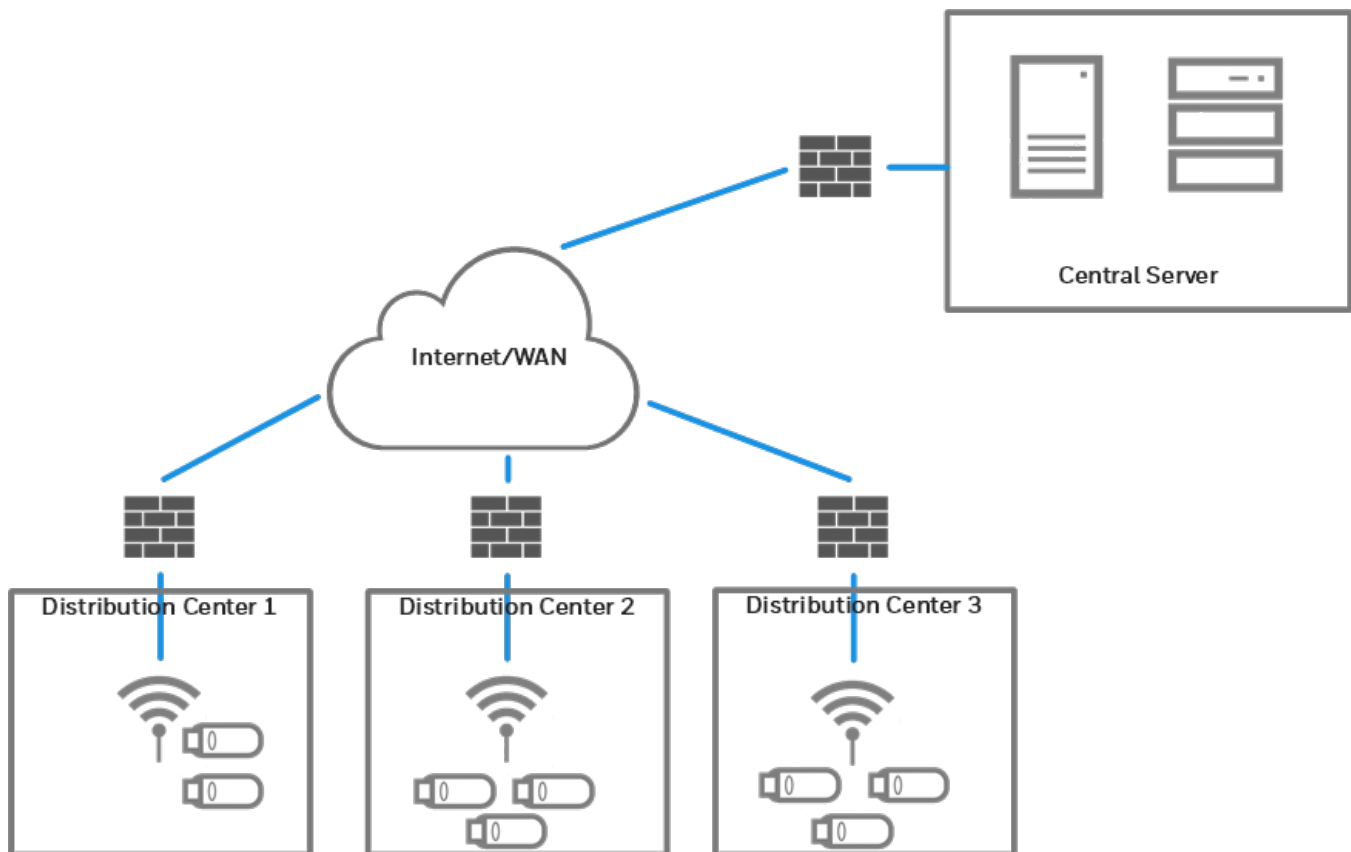 Central Server
Internet/WAN
Distribution Center 1
Distribution Center 2
Distribution Center 3